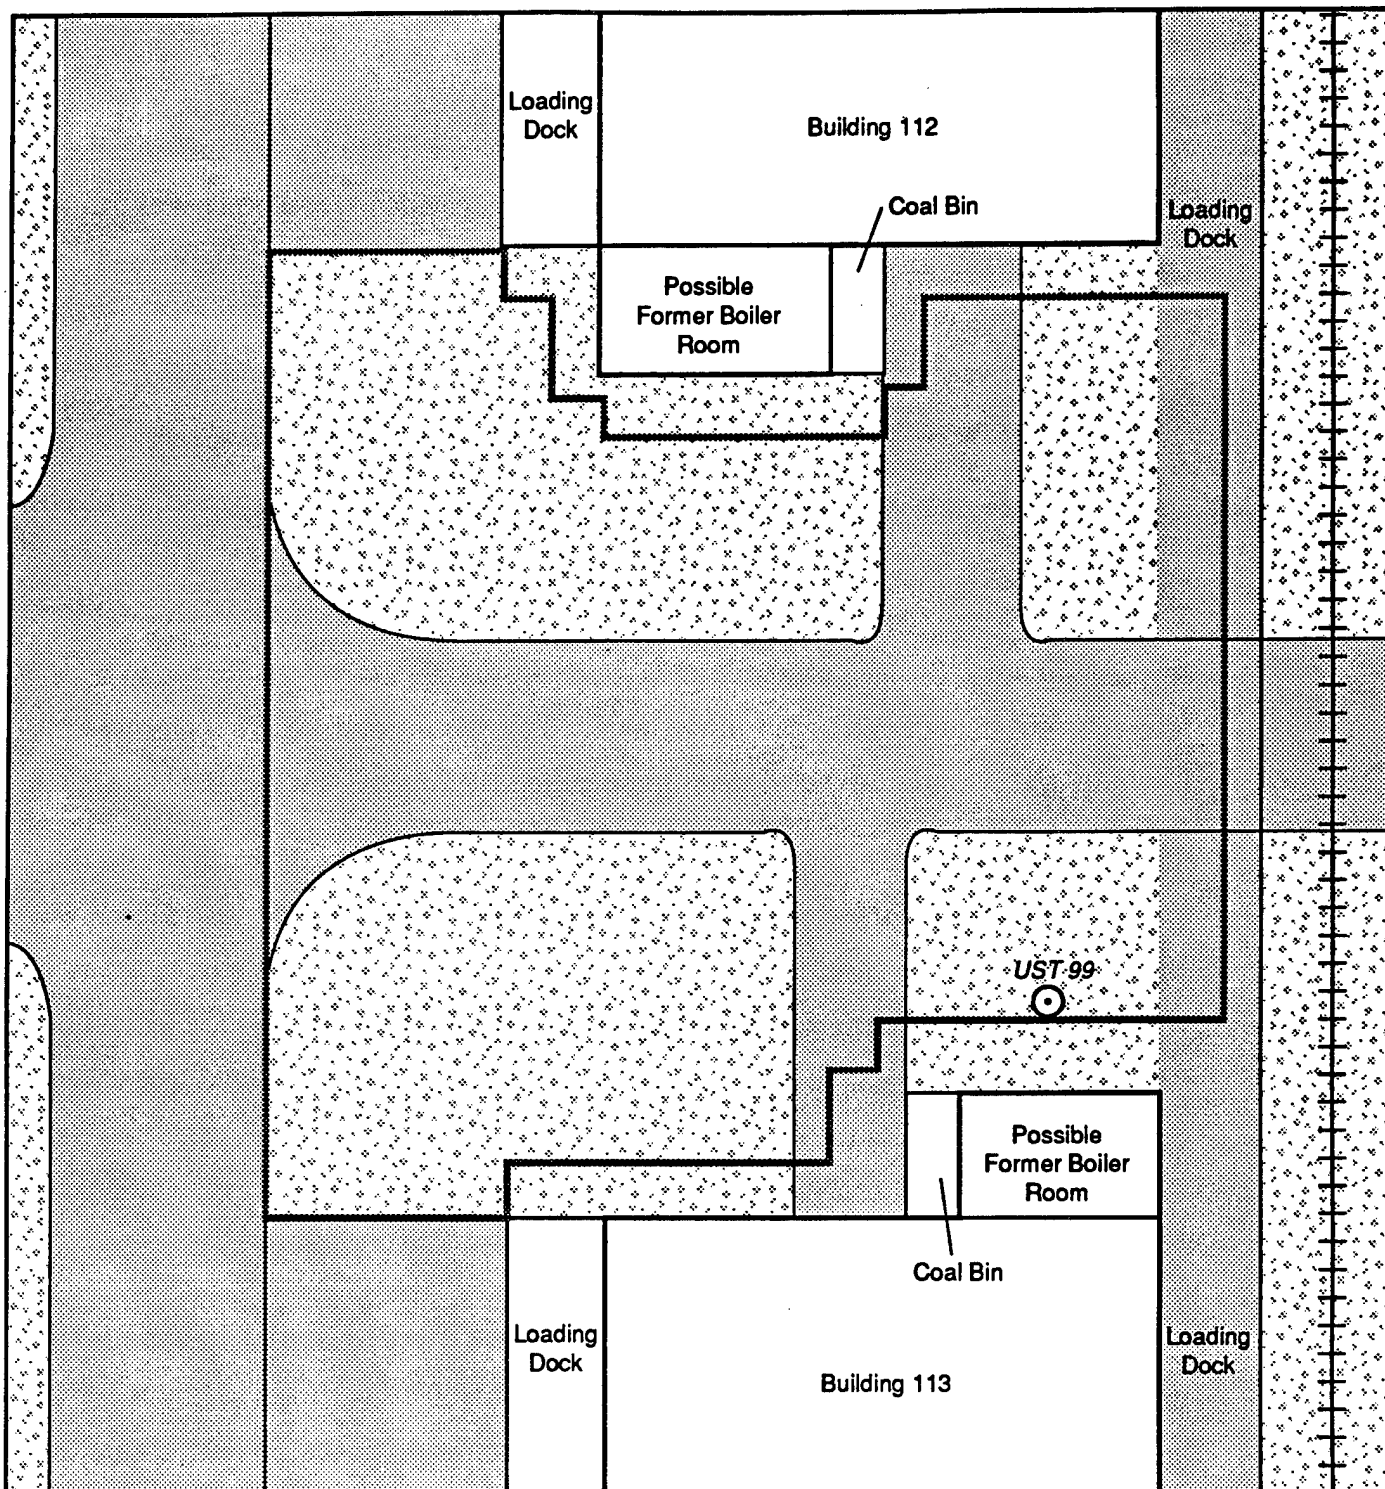 Loading
Dock
Building 112
Coal Bin
Loading
Dock
Possible
Former Boiler
Room
UST 99
Possible
Former Boiler
Room
Coal Bin
Loading
Dock
Building 113
Loading
Dock